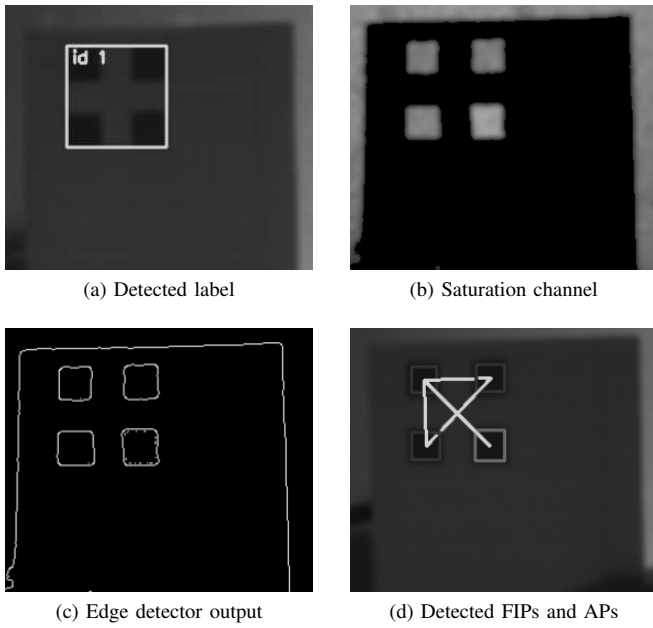 id 1
(a) Detected label
(b) Saturation channel
(c) Edge detector output
(d) Detected FIPs and APs